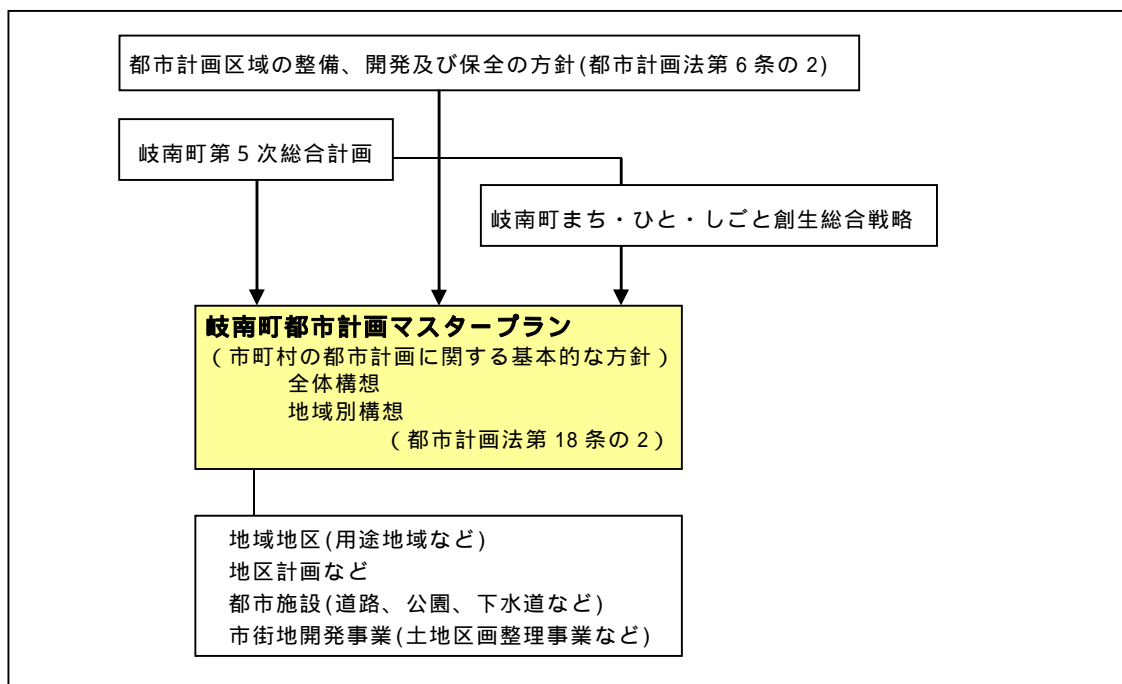 都市計画区域の整備、開発及び保全の方針(都市計画法第6条の2)
岐南町第5次総合計画
岐南町まち・ひと・しごと創生総合戦略
岐南町都市計画マスタープラン
(市町村の都市計画に関する基本的な方針)
全体構想
地域別構想
(都市計画法第18条の2)
地域地区(用途地域など)
地区計画など
都市施設(道路、公園、下水道など)
市街地開発事業(土地区画整理事業など)